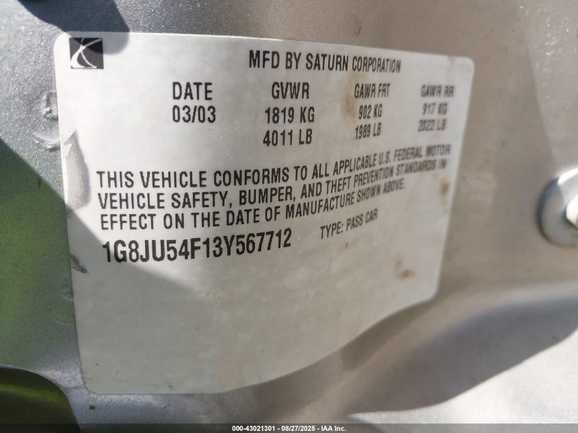 MFD BY SATURN CORPORATION
DATE GVWR GAWR FRT GAWR RR
03/03 1819 KG 902 KG 917 KG
4011 LB 1989 LB 2022 LB
THIS VEHICLE CONFORMS TO ALL APPLICABLE U.S. FEDERAL MOTOR
VEHICLE SAFETY, BUMPER, AND THEFT PREVENTION STANDARDS IN
EFFECT ON THE DATE OF MANUFACTURE SHOWN ABOVE.
1G8JU54F13Y567712 TYPE: PASS CAR
000-43021301 - 08/27/2025 - IAA Inc.